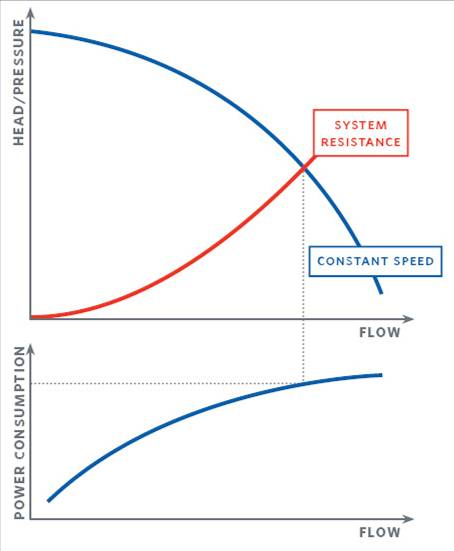 HEAD/PRESSURE
SYSTEM
RESISTANCE
CONSTANT SPEED
FLOW
POWER CONSUMPTION
FLOW